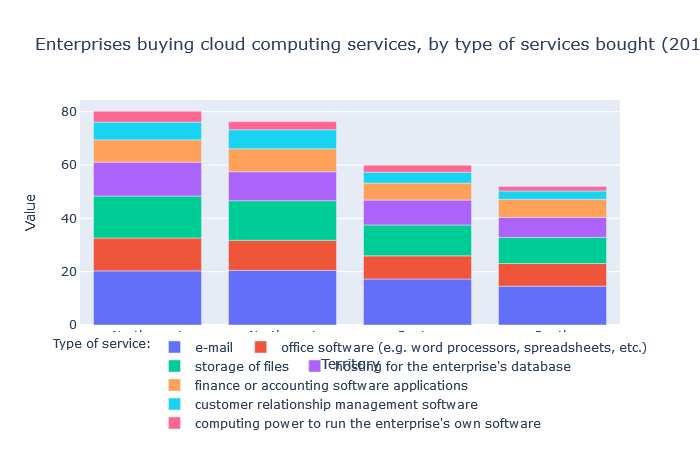 Enterprises buying cloud computing services, by type of services bought (201
Value
80
60
40
20
0
Type of service:
e-mail
office software (e.g. word processors, spreadsheets, etc.)
storage of files
hosting for the enterprise's database
Territory
finance or accounting software applications
customer relationship management software
computing power to run the enterprise's own software